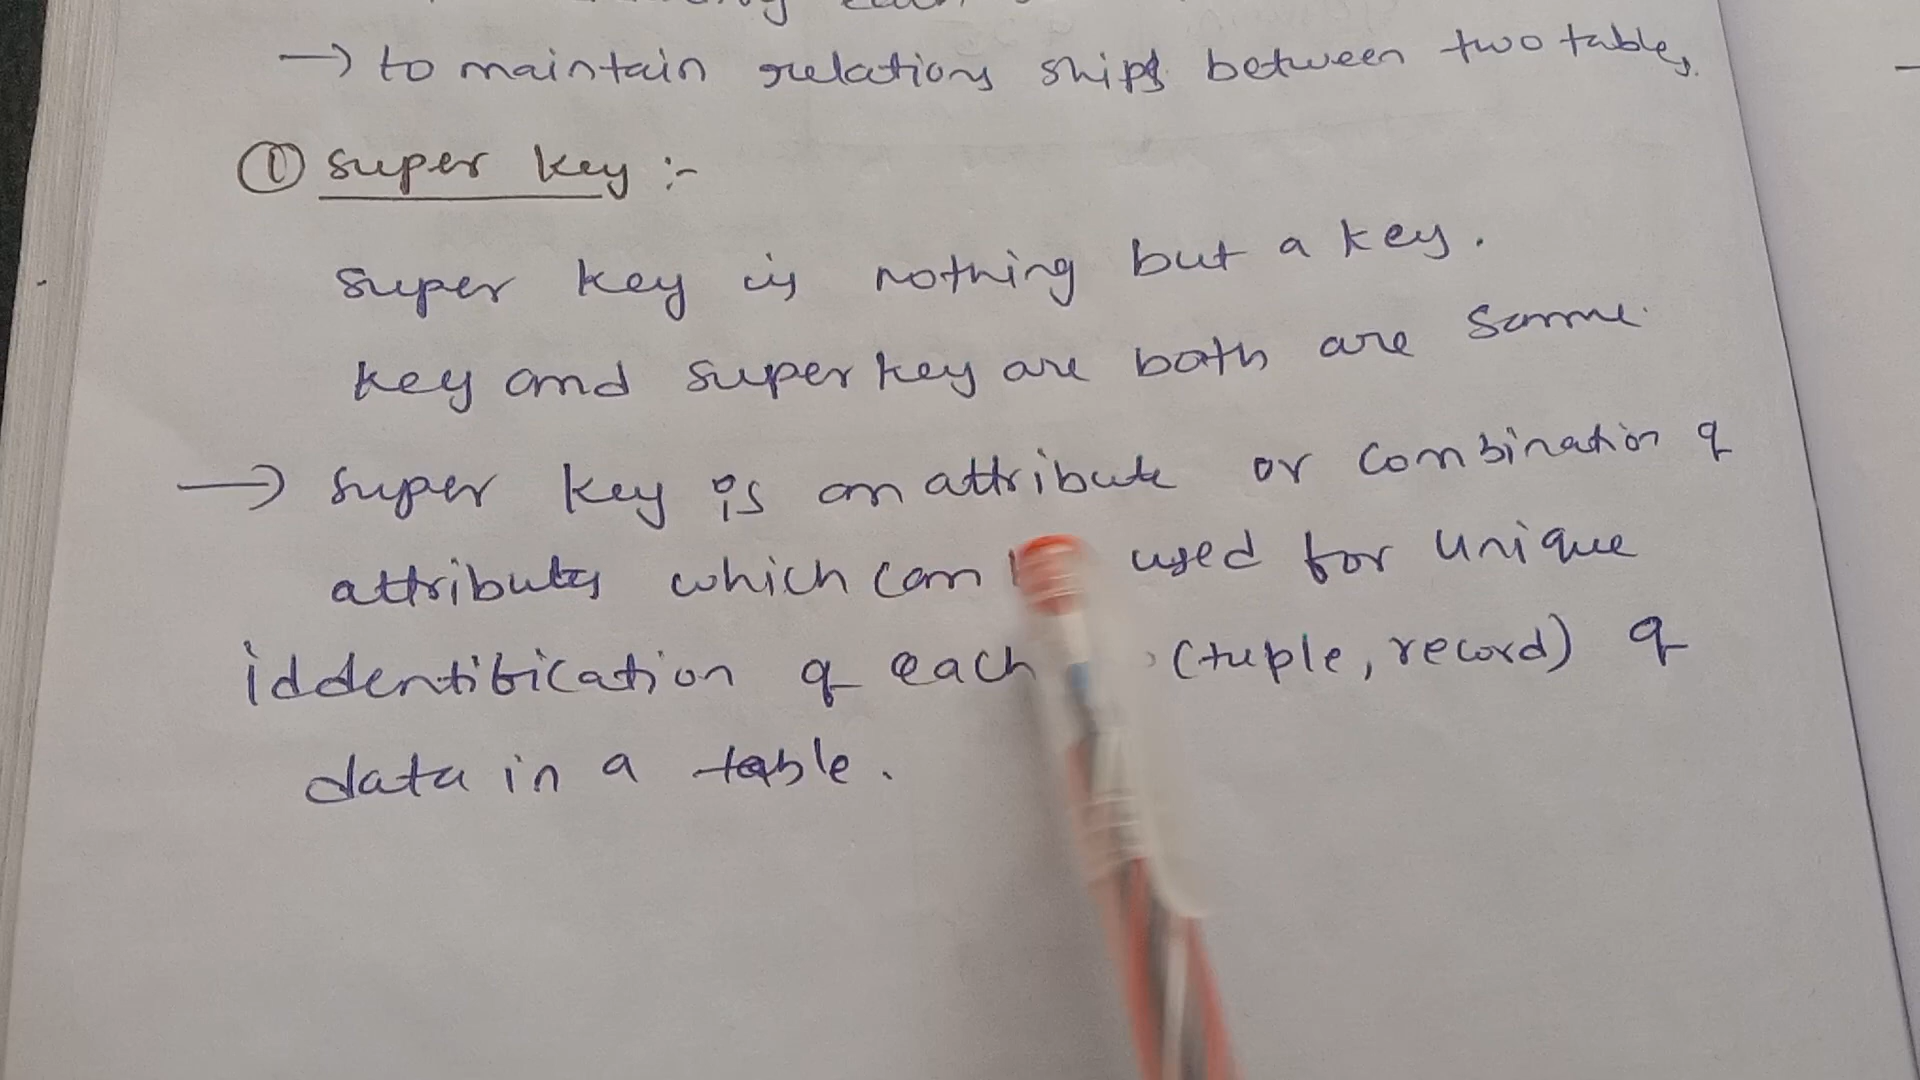 → to maintain relations ships between two tables.
① super key :-
super key is nothing but a key.
key and super key are both are same.
→ super key is an attribute or combination of
attributes which can used for unique
iddentification of each (tuple, record) of
data in a table.